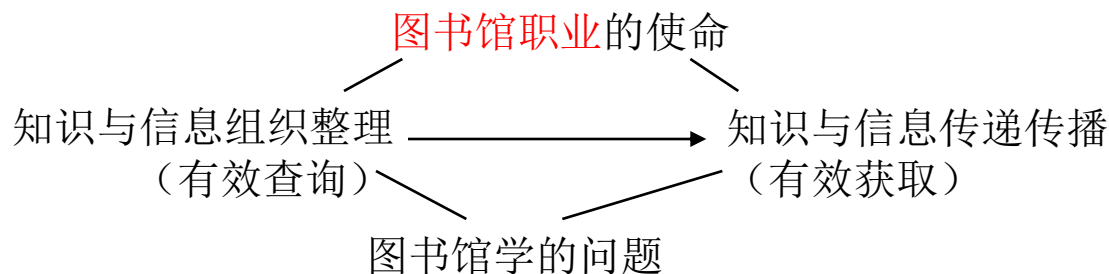 图书馆职业的使命
知识与信息组织整理 知识与信息传递传播
（有效查询） （有效获取）
图书馆学的问题